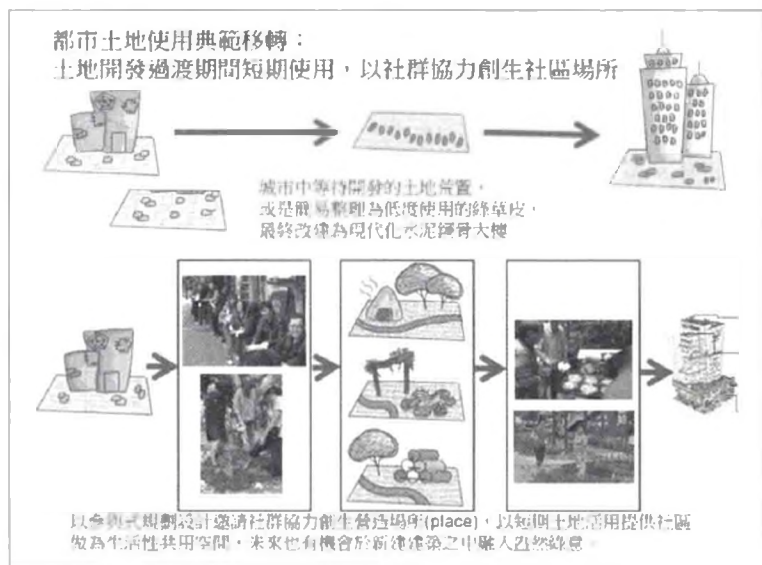 都市土地使用典範移轉：
土地開發過渡期間短期使用，以社群協力創生社區場所
城市中等待開發的土地荒置，
或是簡易整理為低度使用的綠草皮，
最終改建為現代化水泥鋼骨大樓
以參與式規劃設計邀請社群協力創生營造場所(place)，以短期土地活用提供社區
做為生活性共用空間，未來也有機會於新建建築之中融入自然綠意。